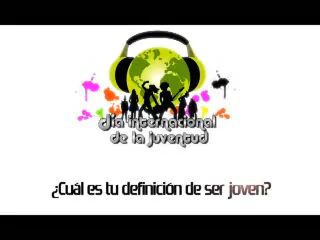 día internacional
de la juventud
¿Cuál es tu definición de ser joven?